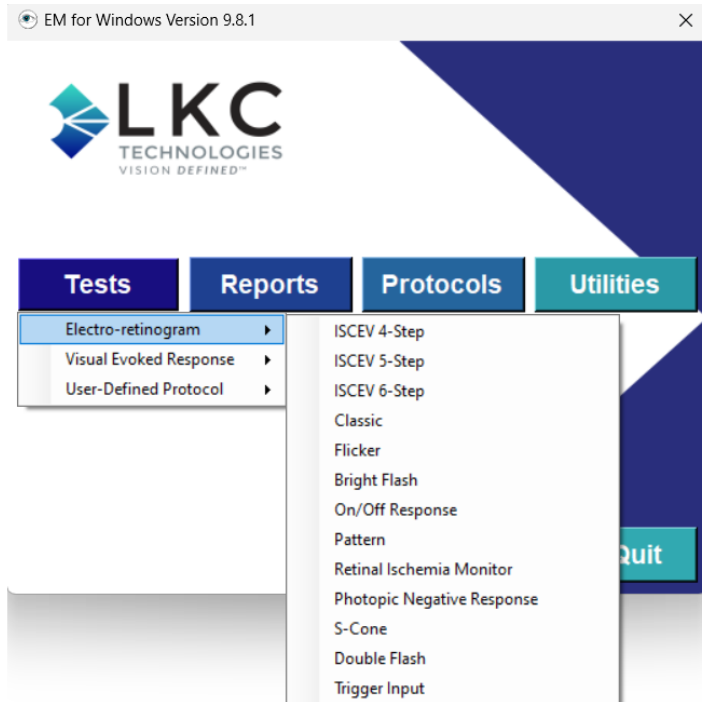 EM for Windows Version 9.8.1
LKC
TECHNOLOGIES
VISION DEFINED™
Tests Reports Protocols Utilities
Electro-retinogram
Visual Evoked Response
User-Defined Protocol
ISCEV 4-Step
ISCEV 5-Step
ISCEV 6-Step
Classic
Flicker
Bright Flash
On/Off Response
Pattern
Retinal Ischemia Monitor
Photopic Negative Response
S-Cone
Double Flash
Trigger Input
Quit